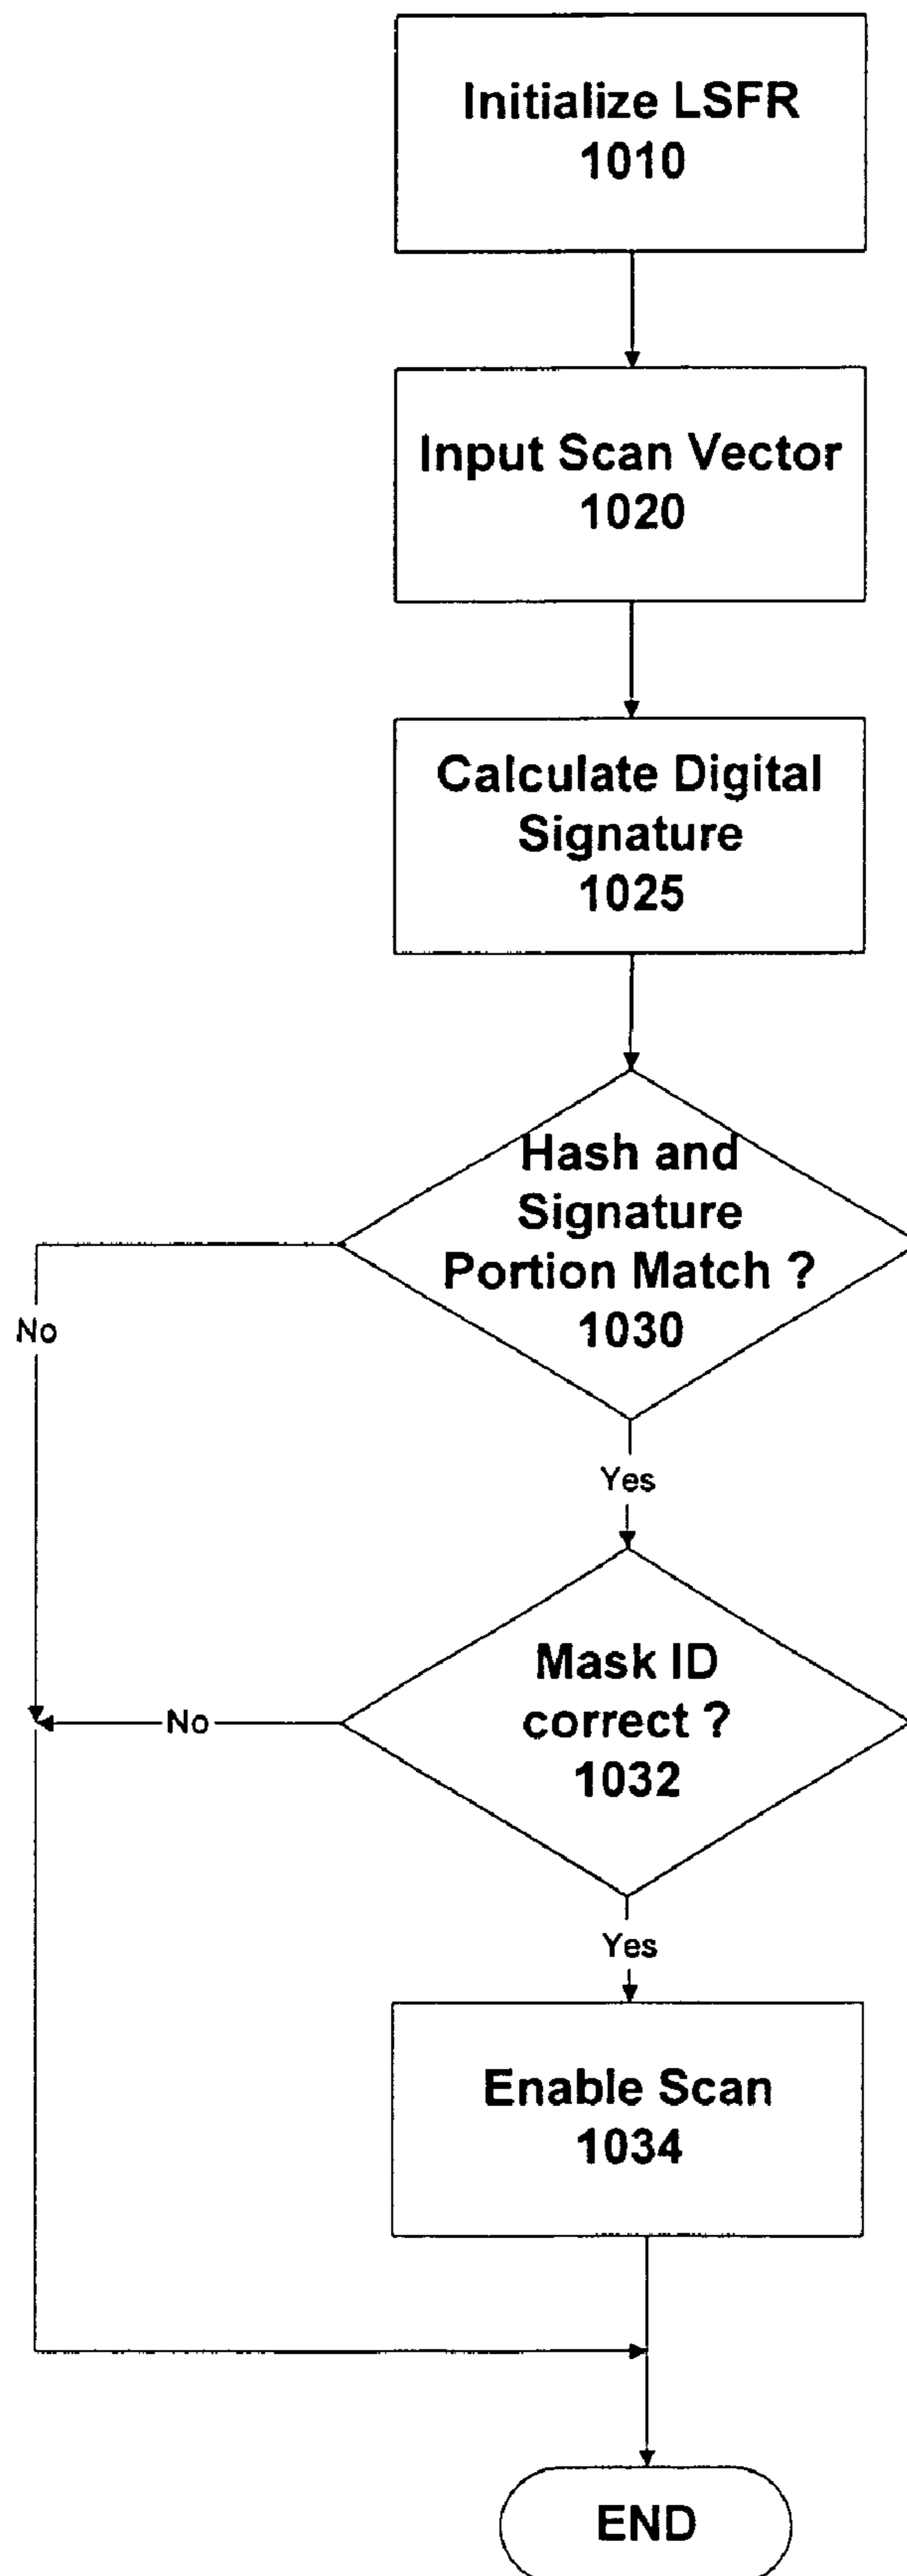 Initialize LSFR
1010
Input Scan Vector
1020
Calculate Digital
Signature
1025
Hash and
Signature
Portion Match ?
1030
No
Yes
Mask ID
correct ?
1032
No
Yes
Enable Scan
1034
END